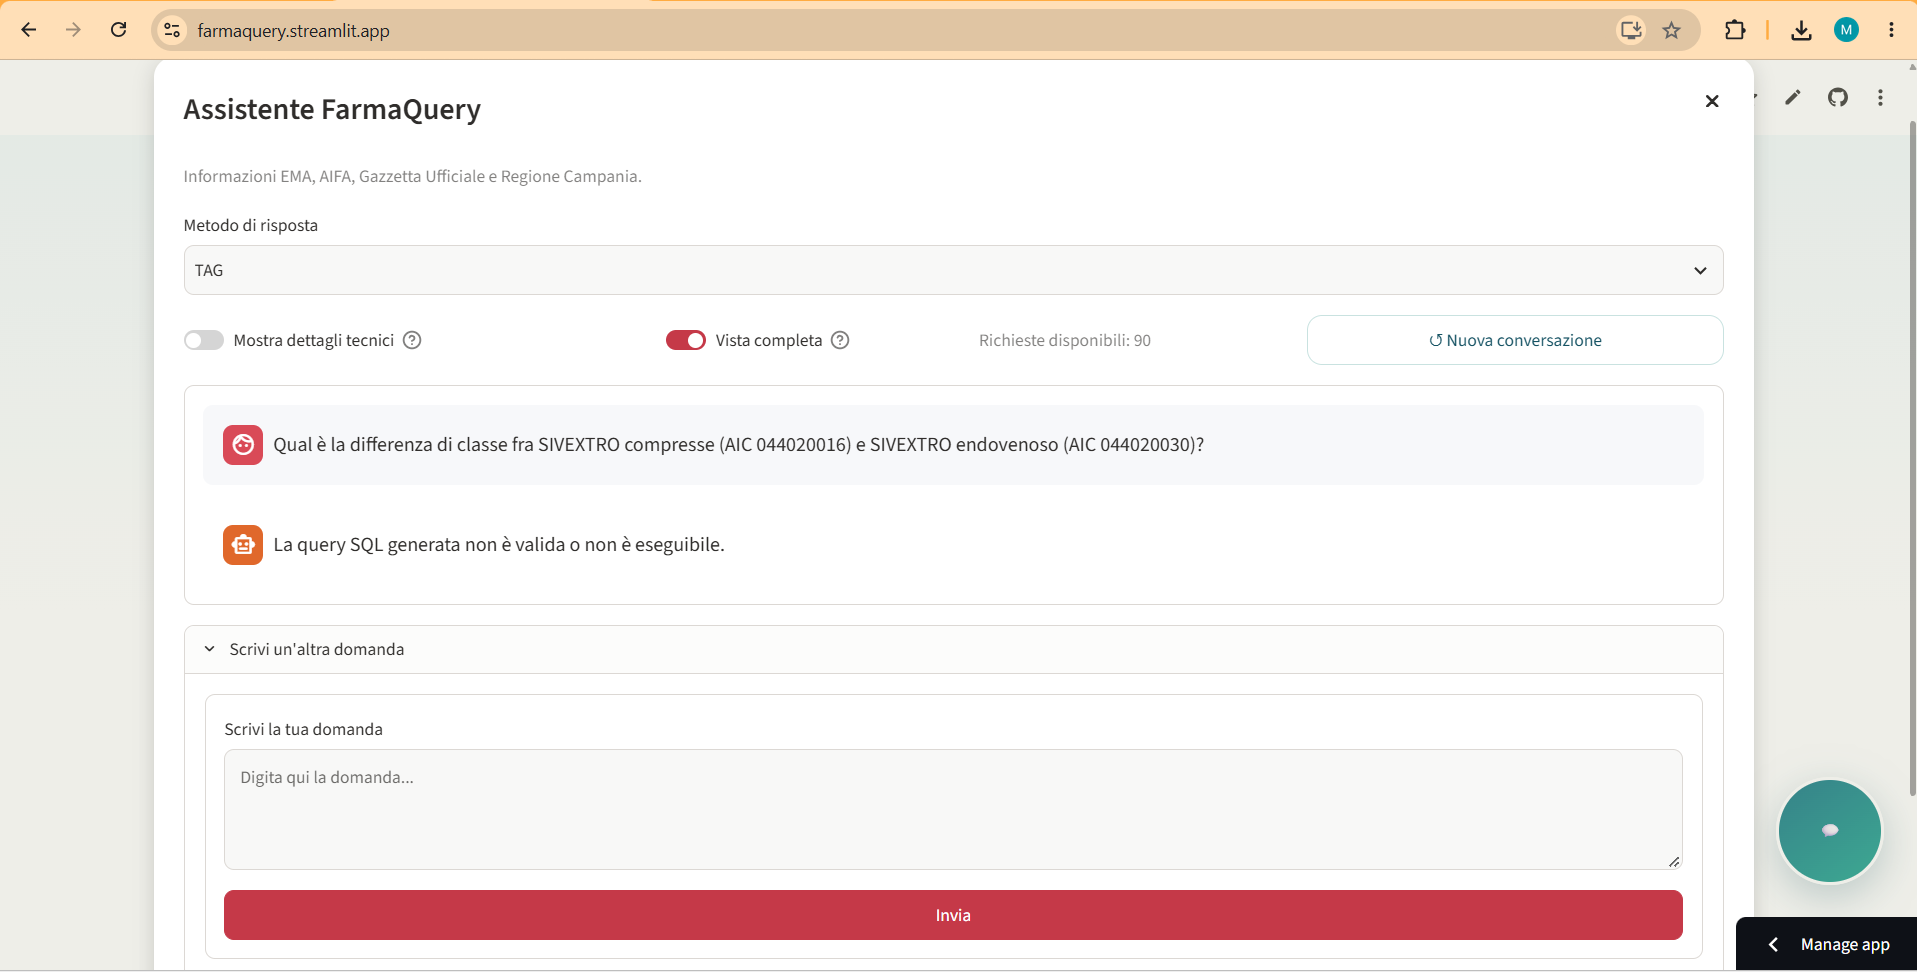 farmaquery.streamlit.app
M
Assistente FarmaQuery
Informazioni EMA, AIFA, Gazzetta Ufficiale e Regione Campania.
Metodo di risposta
TAG
Mostra dettagli tecnici
Vista completa
Richieste disponibili: 90
↺ Nuova conversazione
Qual è la differenza di classe fra SIVEXTRO compresse (AIC 044020016) e SIVEXTRO endovenoso (AIC 044020030)?
La query SQL generata non è valida o non è eseguibile.
Scrivi un'altra domanda
Scrivi la tua domanda
Digita qui la domanda...
Invia
Manage app